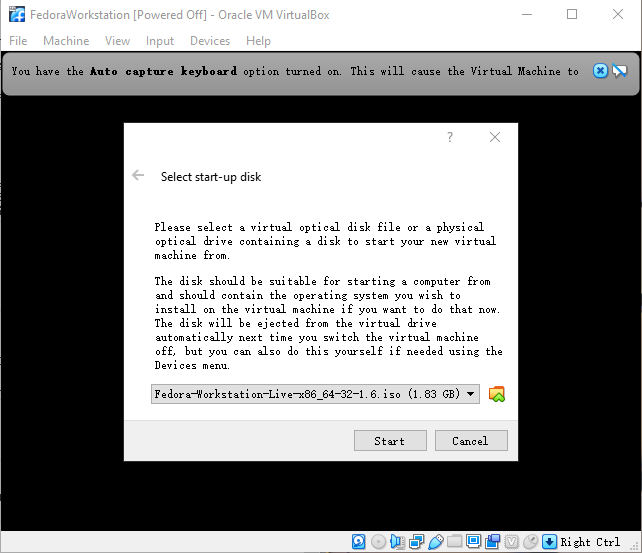 FedoraWorkstation [Powered Off] - Oracle VM VirtualBox
File Machine View Input Devices Help
You have the Auto capture keyboard option turned on. This will cause the Virtual Machine to
?
Select start-up disk
Please select a virtual optical disk file or a physical
optical drive containing a disk to start your new virtual
machine from.
The disk should be suitable for starting a computer from
and should contain the operating system you wish to
install on the virtual machine if you want to do that now.
The disk will be ejected from the virtual drive
automatically next time you switch the virtual machine
off, but you can also do this yourself if needed using the
Devices menu.
Fedora-Workstation-Live-x86_64-32-1.6.iso (1.83 GB)
Start Cancel
Right Ctrl